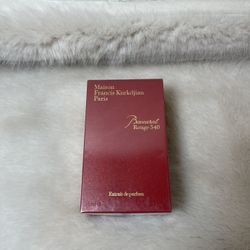 Maison
Francis Kurkdjian
Paris
Baccarat
Rouge 540
Extrait de parfum